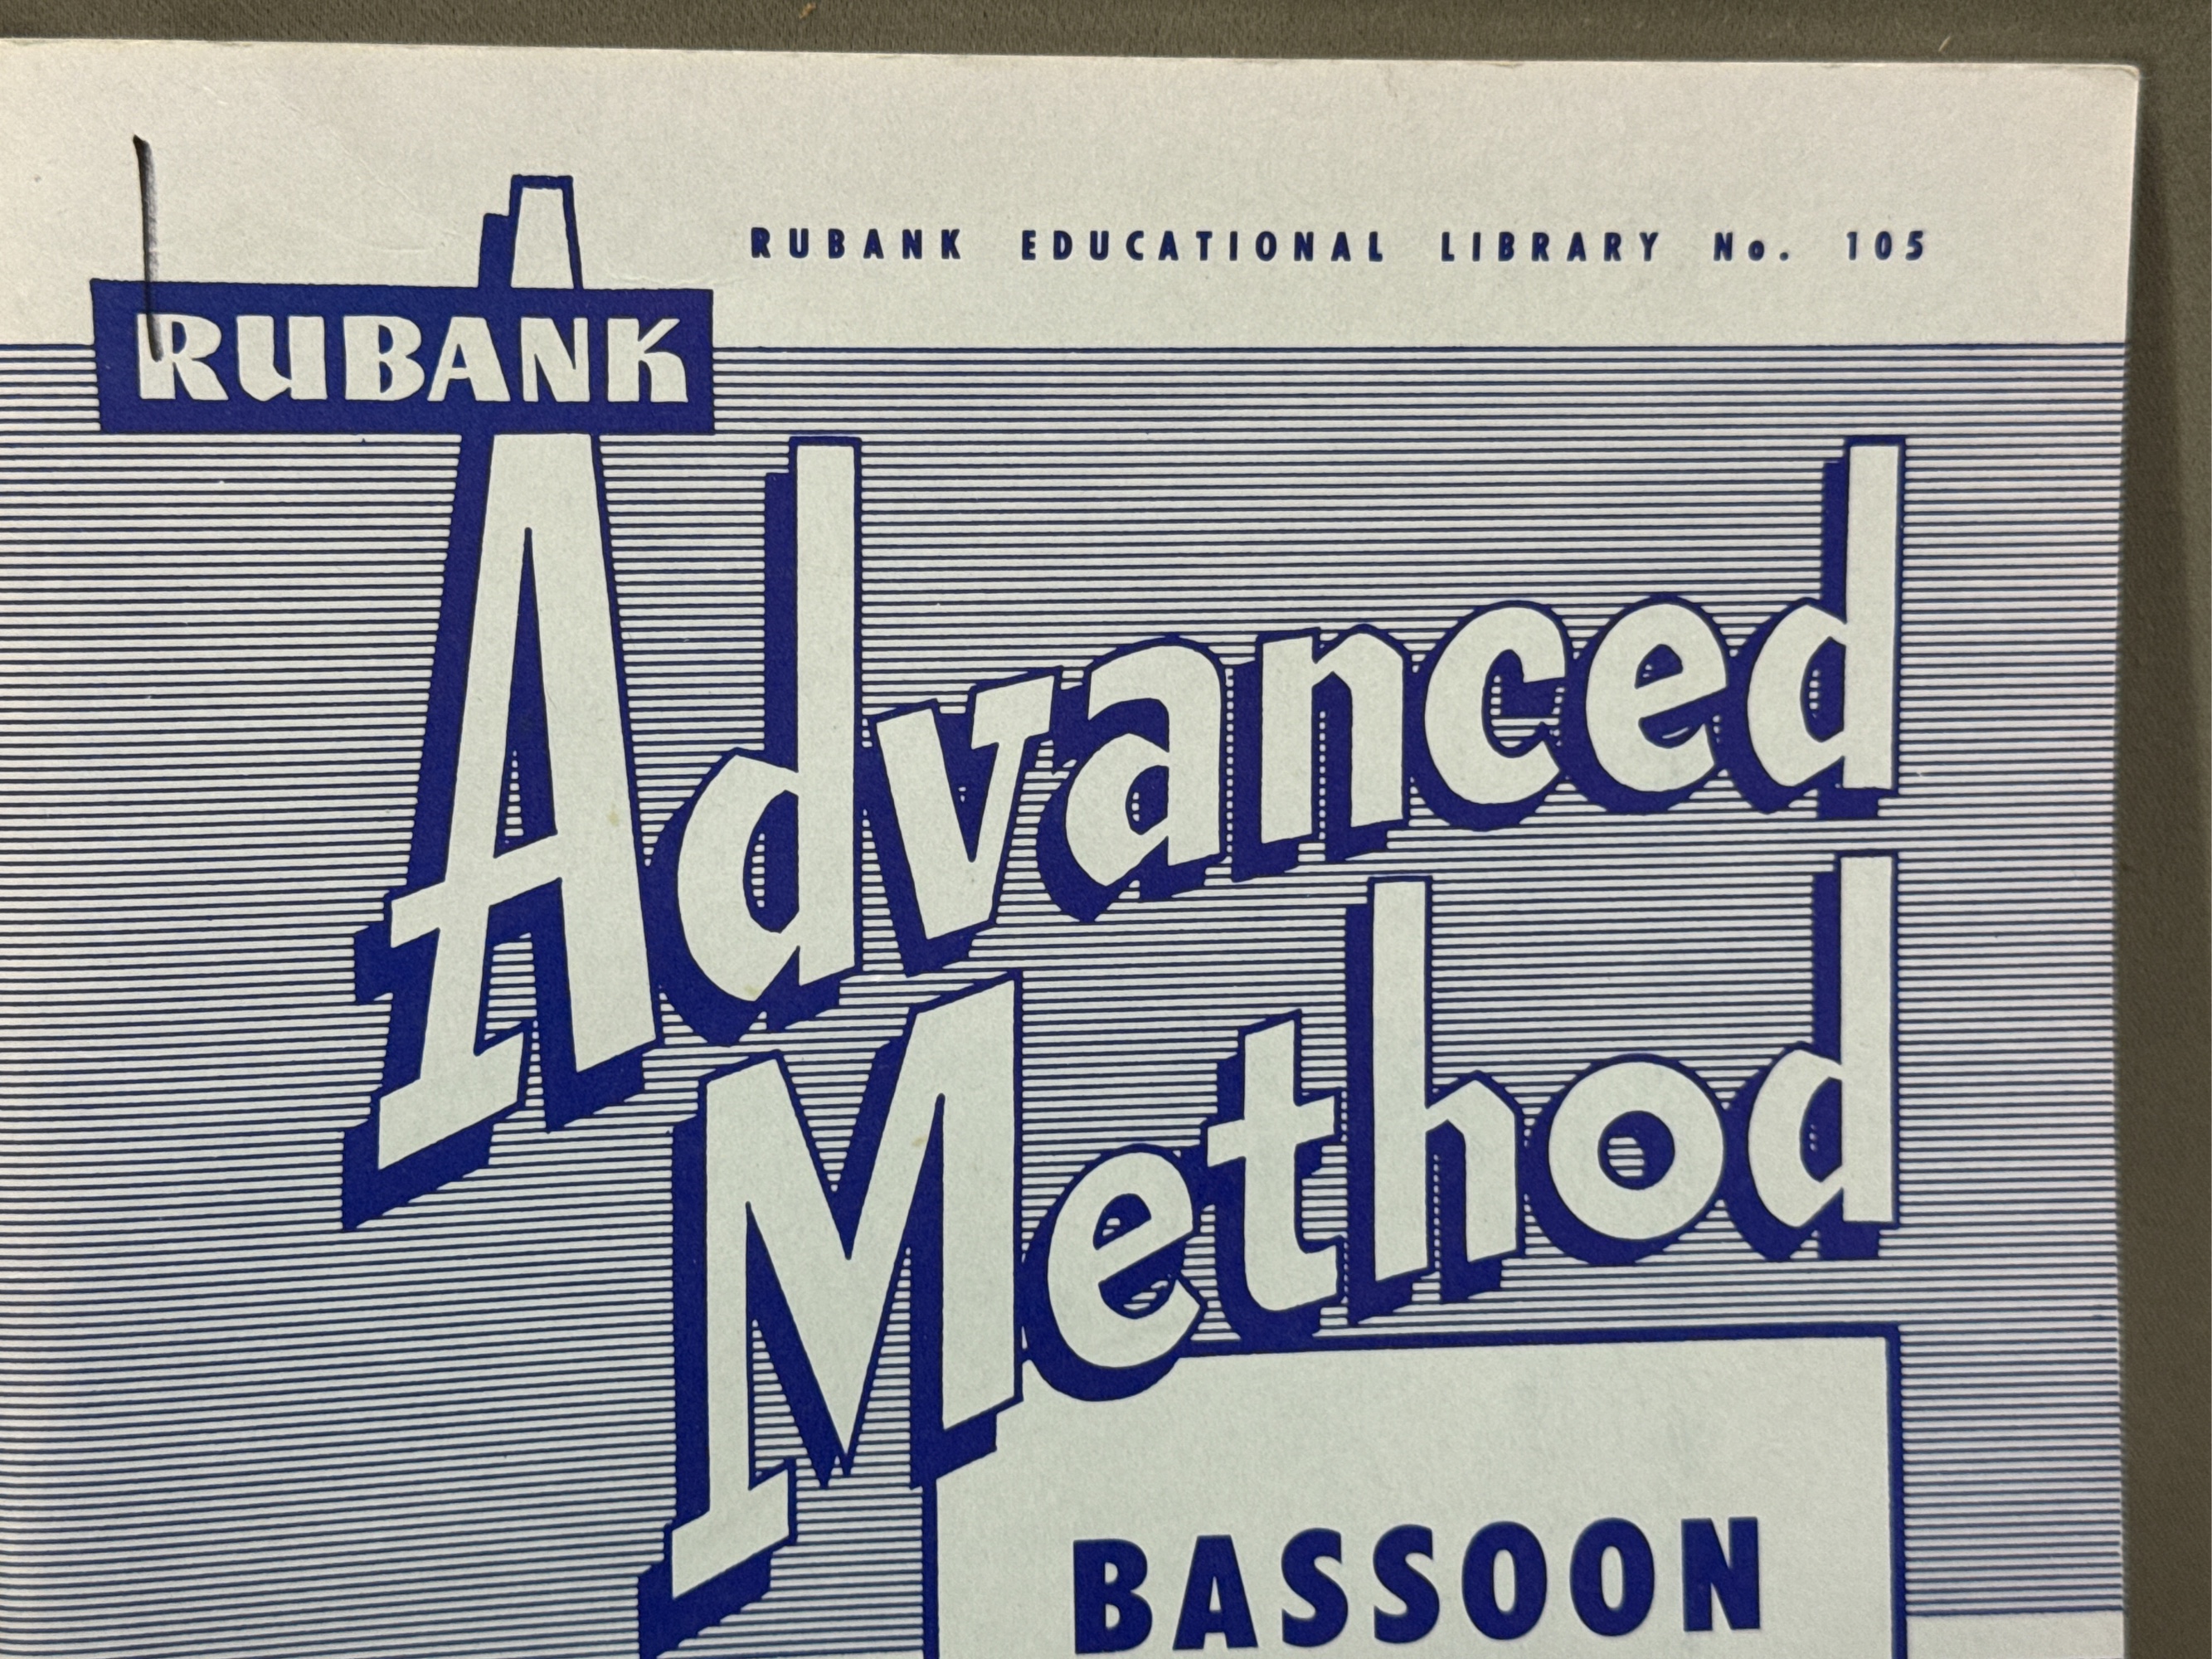 RUBANK EDUCATIONAL LIBRARY No. 105
RUBANK
Advanced
Method
BASSOON